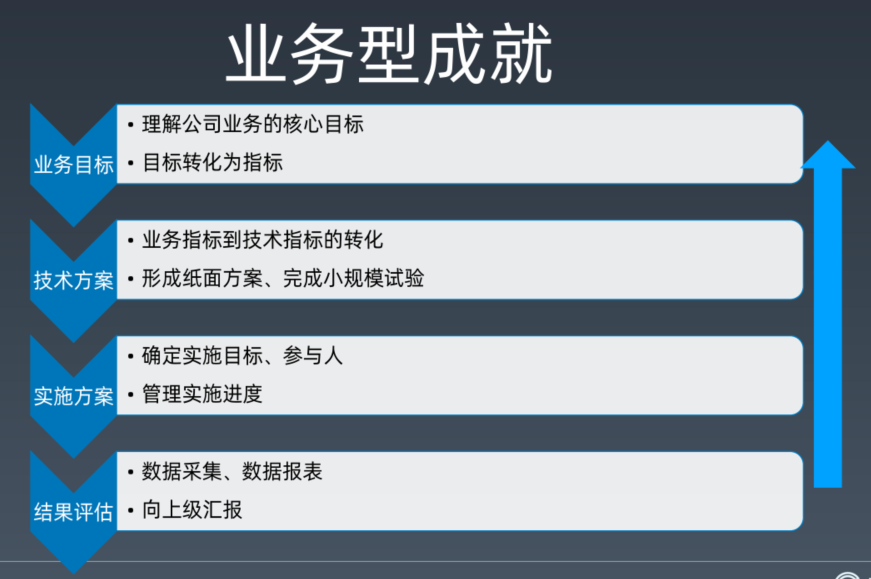 业务型成就
业务目标
• 理解公司业务的核心目标
• 目标转化为指标
技术方案
• 业务指标到技术指标的转化
• 形成纸面方案、完成小规模试验
实施方案
• 确定实施目标、参与人
• 管理实施进度
结果评估
• 数据采集、数据报表
• 向上级汇报